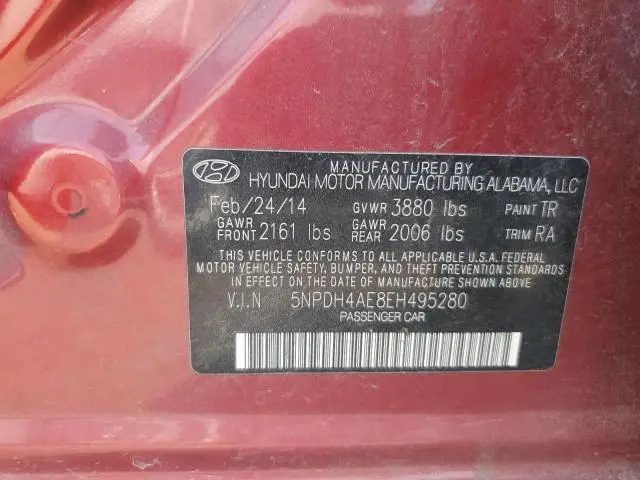 MANUFACTURED BY
HYUNDAI MOTOR MANUFACTURING ALABAMA, LLC
Feb/24/14 GVWR 3880 lbs PAINT TR
GAWR FRONT 2161 lbs GAWR REAR 2006 lbs TRIM RA
THIS VEHICLE CONFORMS TO ALL APPLICABLE U.S.A. FEDERAL
MOTOR VEHICLE SAFETY, BUMPER, AND THEFT PREVENTION STANDARDS
IN EFFECT ON THE DATE OF MANUFACTURE SHOWN ABOVE.
V.I.N 5NPDH4AE8EH495280
PASSENGER CAR